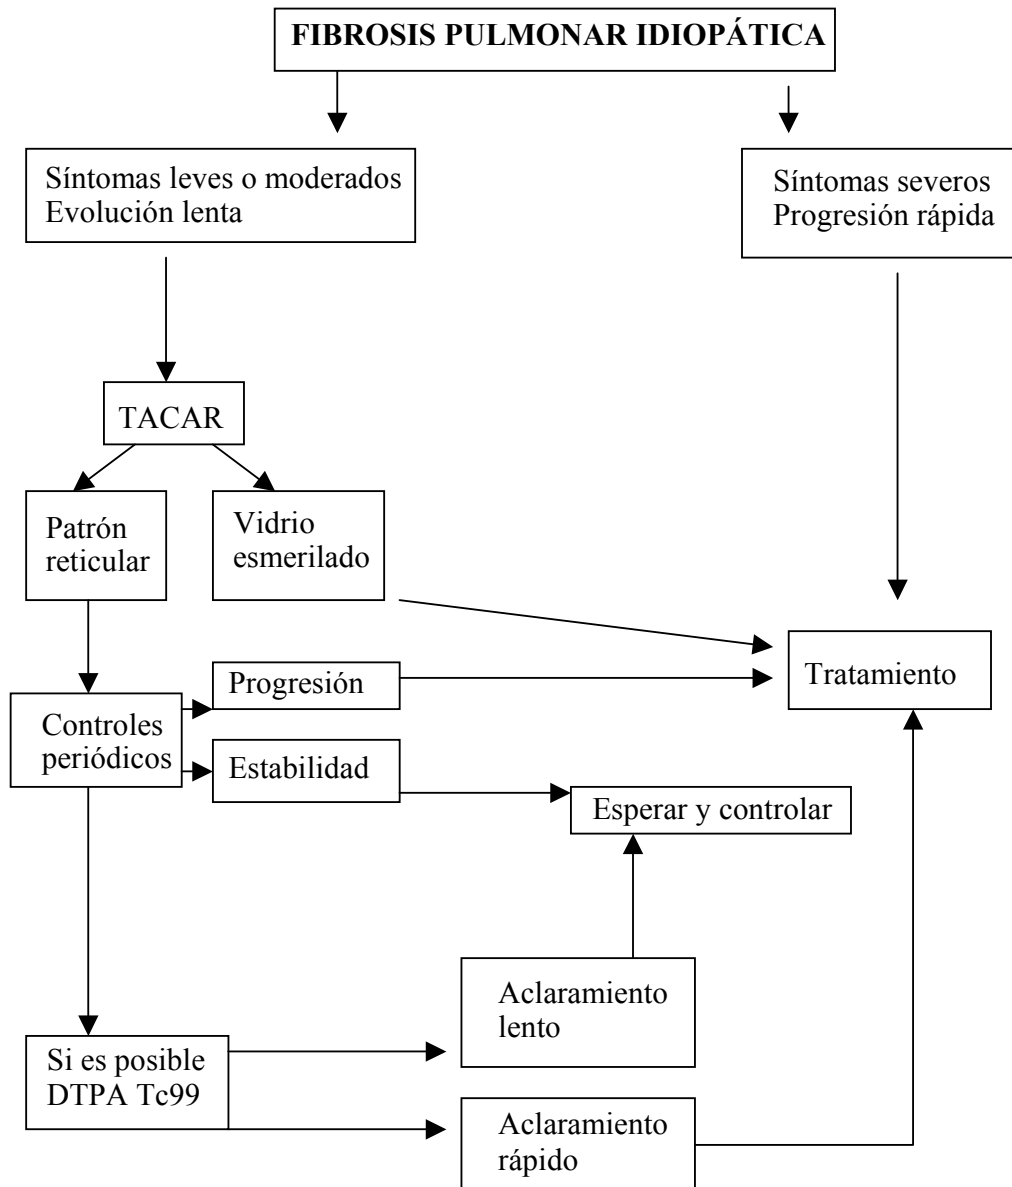 FIBROSIS PULMONAR IDIOPÁTICA
Síntomas leves o moderados
Evolución lenta
Síntomas severos
Progresión rápida
TACAR
Patrón
reticular
Vidrio
esmerilado
Tratamiento
Progresión
Controles
periódicos
Estabilidad
Esperar y controlar
Aclaramiento
lento
Si es posible
DTPA Tc99
Aclaramiento
rápido